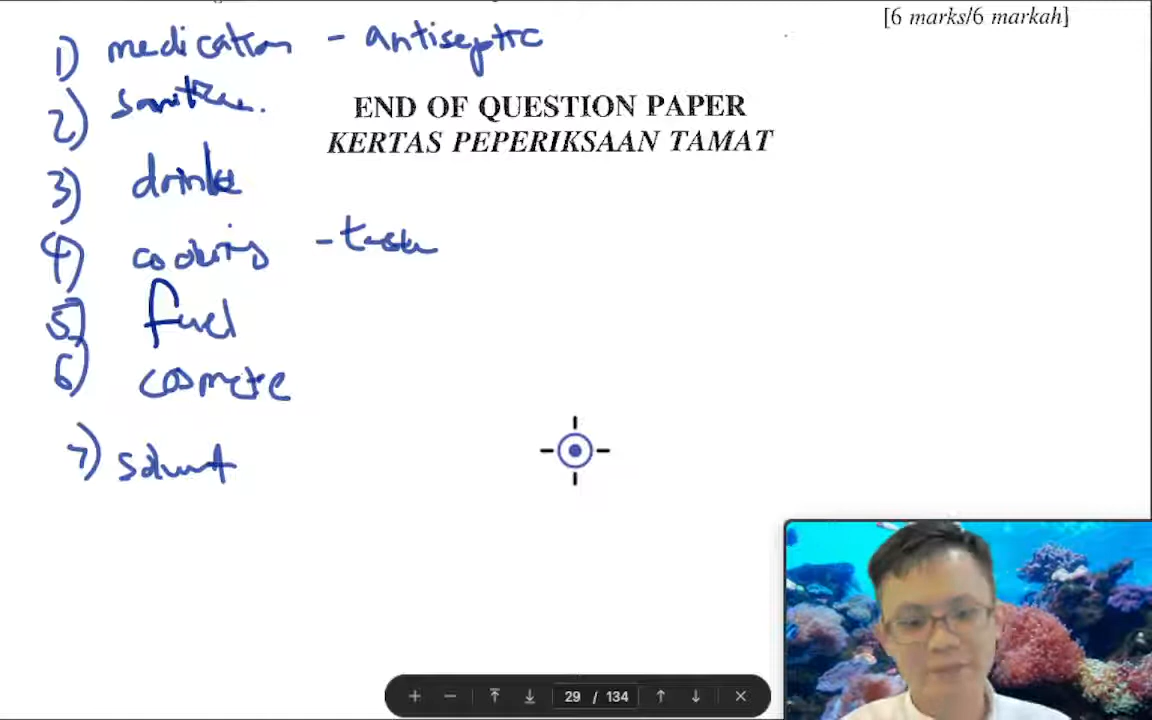 [6 marks/6 markah]
1) medication - antiseptic
END OF QUESTION PAPER
2) sanitizer.
KERTAS PEPERIKSAAN TAMAT
3) drinks
4) cooking - taste
5) fuel
6) cosmetic
7) solvent
29 / 134